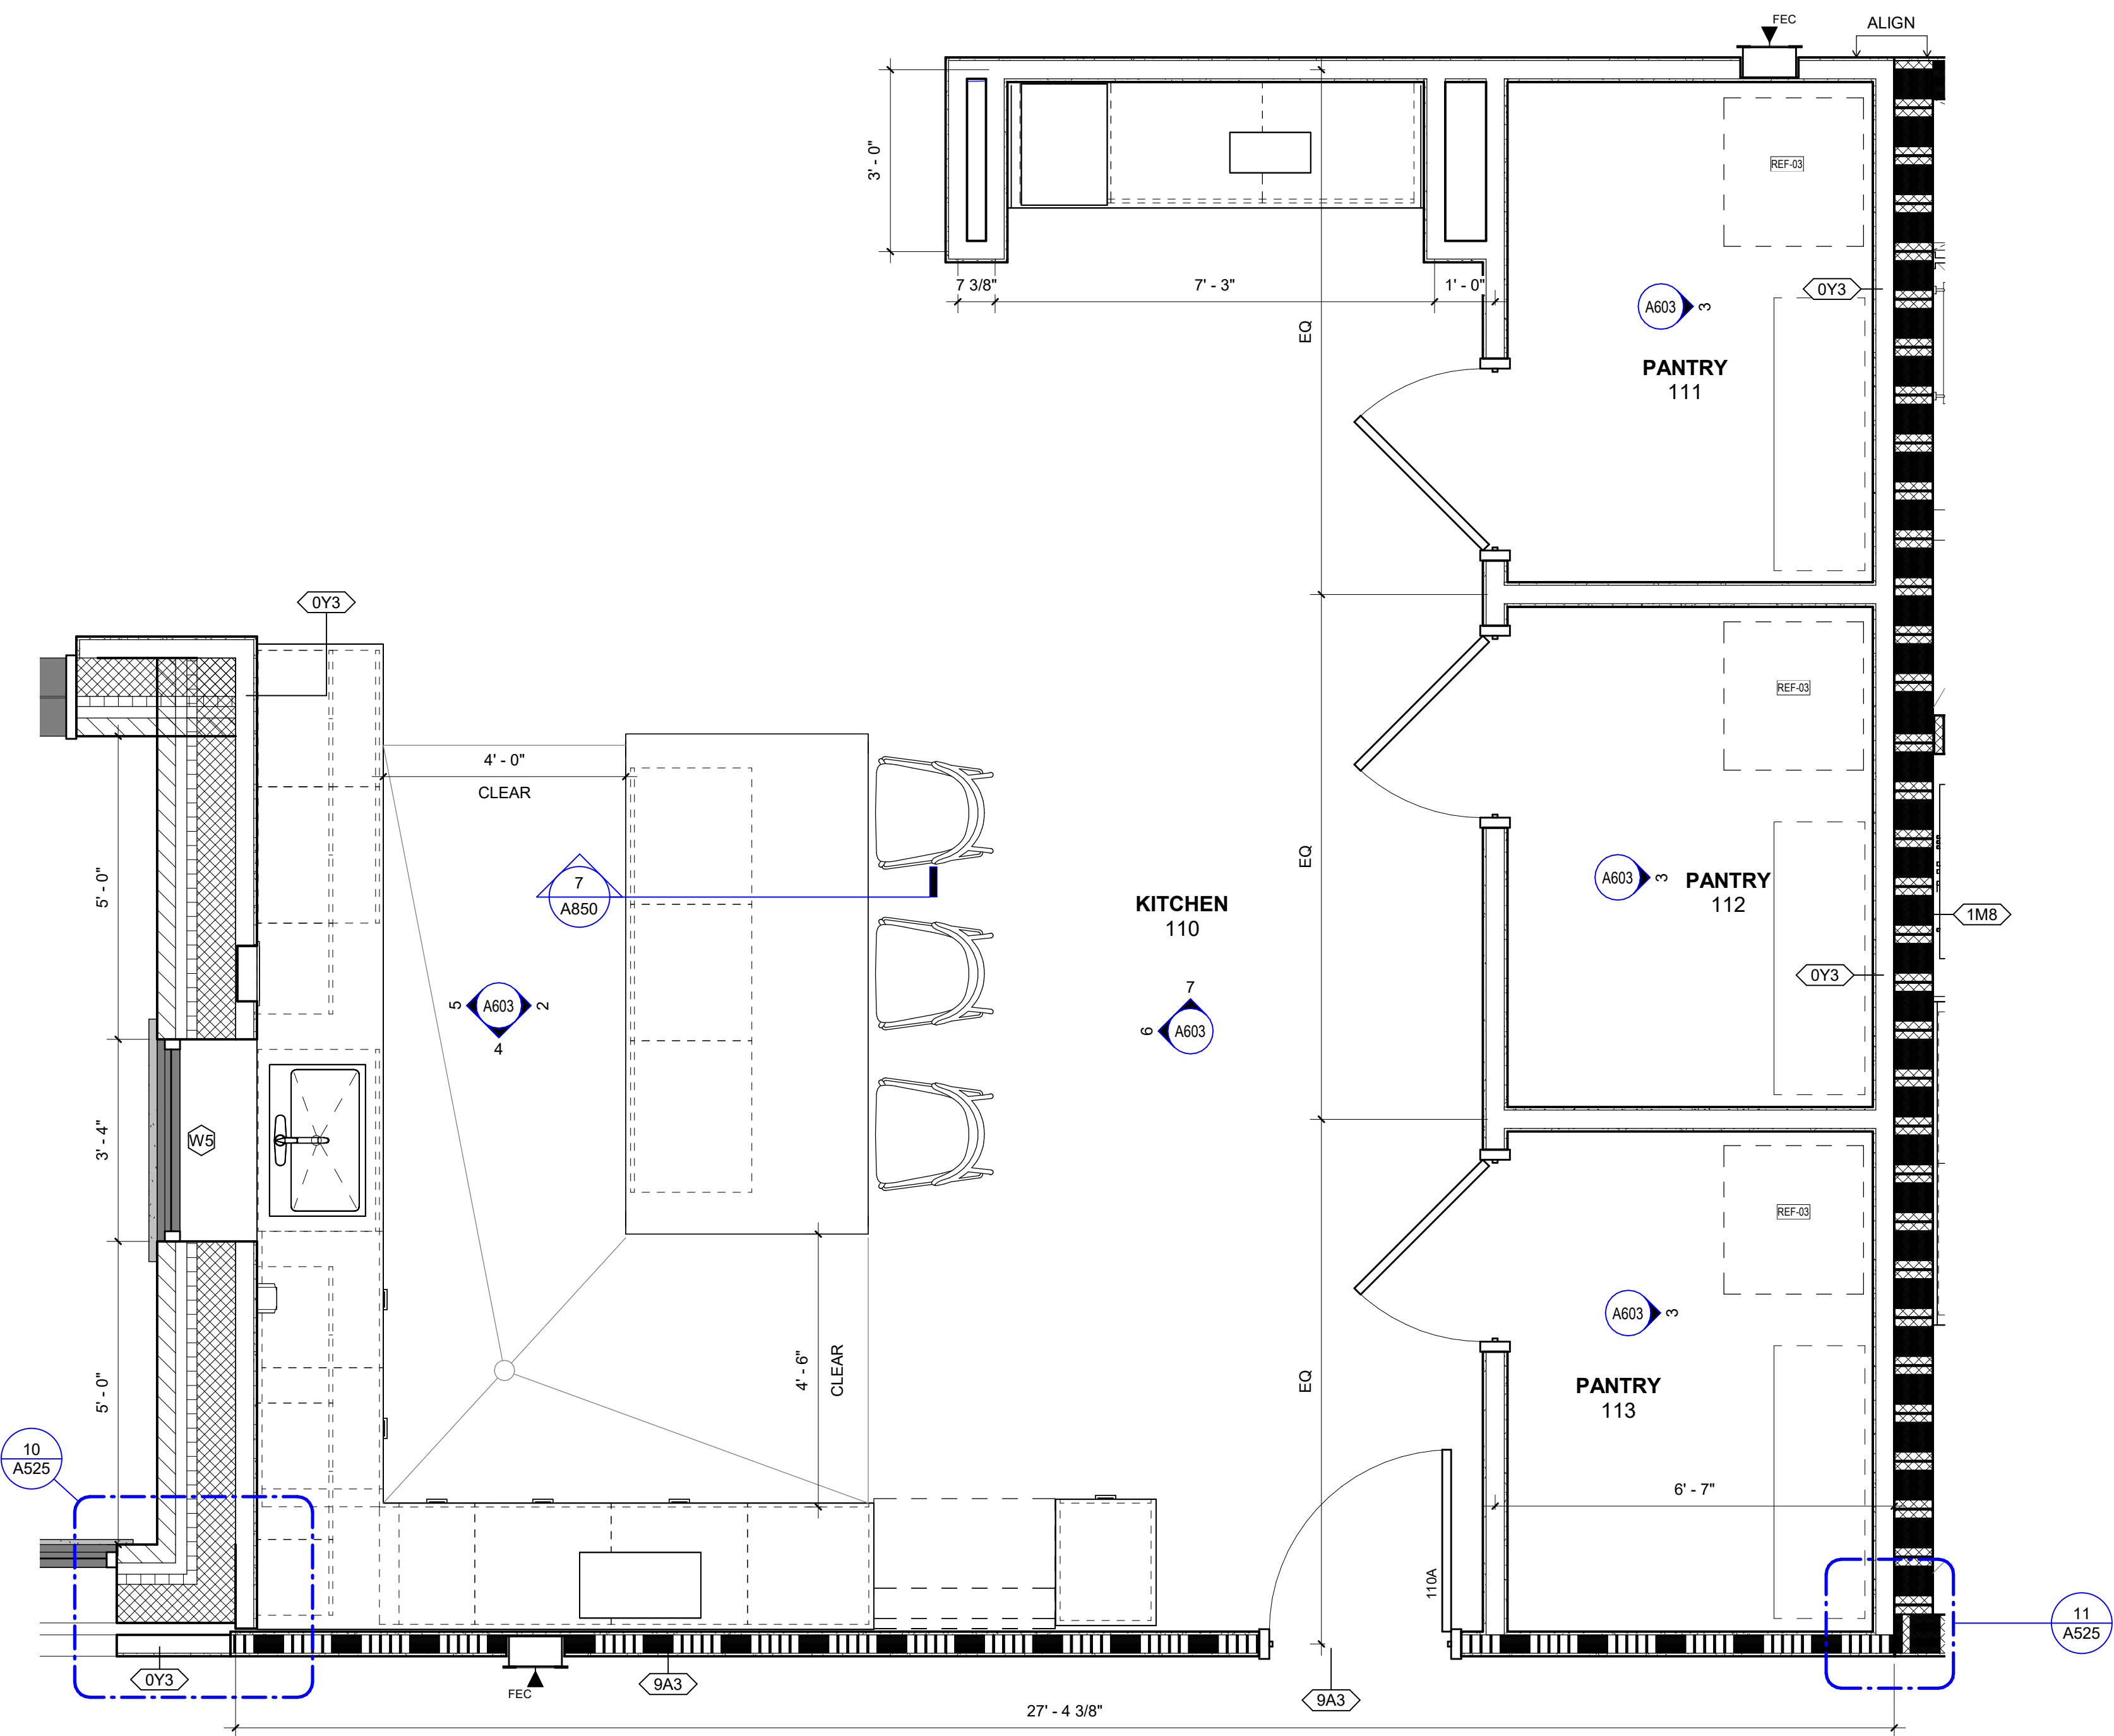 FEC
ALIGN
3' - 0"
REF-03
7 3/8"
7' - 3"
1' - 0"
0Y3
A603
3
EQ
PANTRY
111
0Y3
REF-03
4' - 0"
CLEAR
5' - 0"
EQ
7
A850
A603
3
PANTRY
112
KITCHEN
110
1M8
0Y3
5
A603
2
4
7
6
A603
3' - 4"
W5
REF-03
A603
3
4' - 6"
CLEAR
EQ
5' - 0"
PANTRY
113
10
A525
6' - 7"
110A
11
A525
0Y3
FEC
9A3
9A3
27' - 4 3/8"